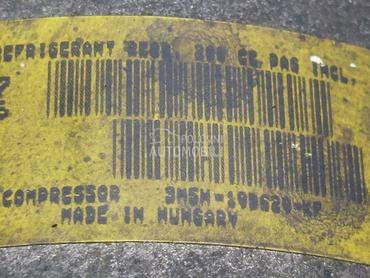 REFRIGERANT R134A 200 CC PAG INCL.
COMPRESSOR 3M5H-19D629-KF
MADE IN HUNGARY